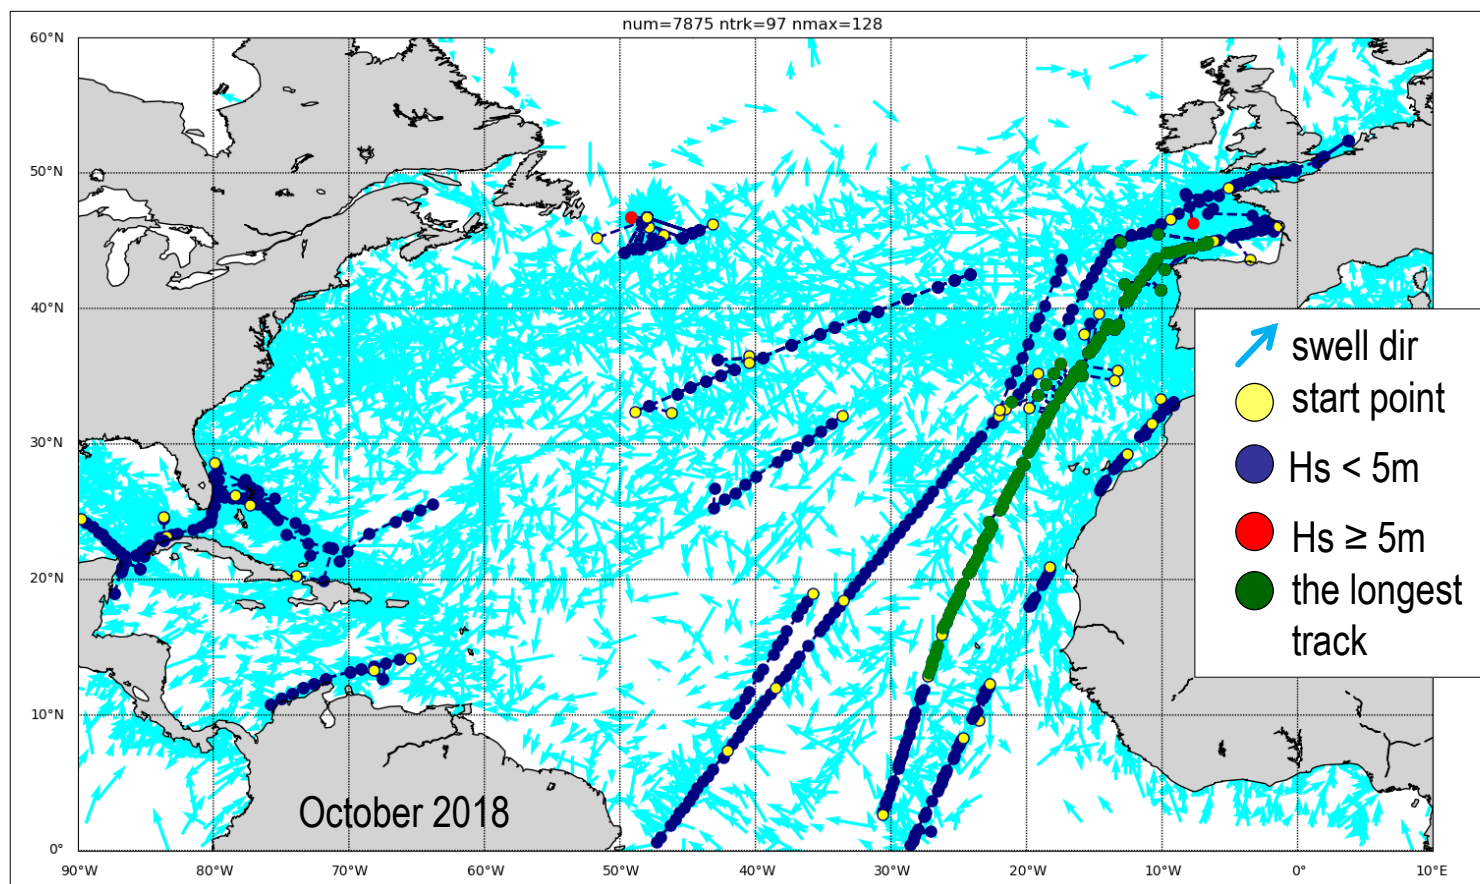 num=7875 ntrk=97 nmax=128
60°N
50°N
40°N
30°N
20°N
10°N
0°
90°W 80°W 70°W 60°W 50°W 40°W 30°W 20°W 10°W 0° 10°E
swell dir
start point
Hs < 5m
Hs ≥ 5m
the longest
track
October 2018